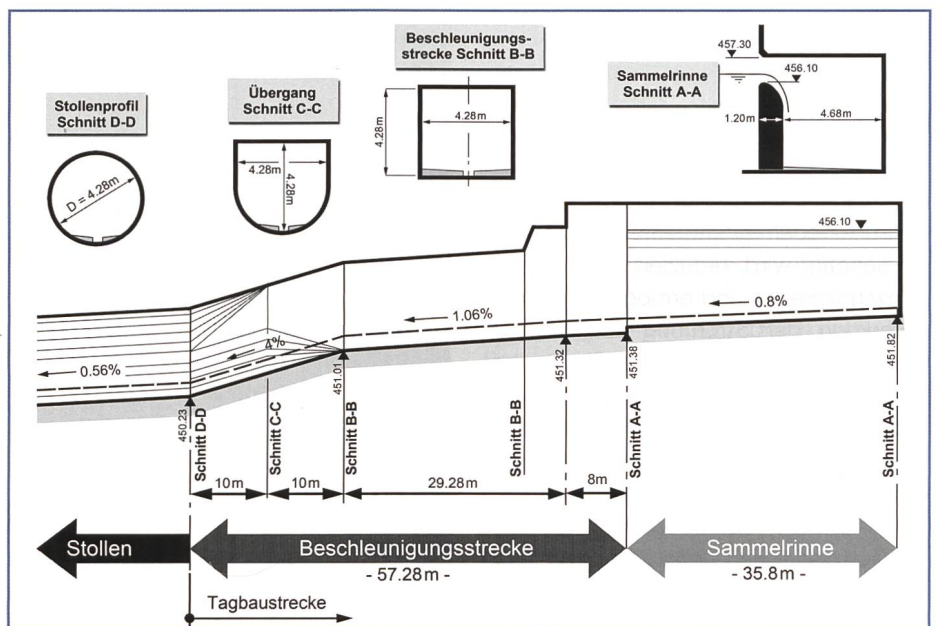 Stollenprofil
Schnitt D-D
D = 4.28m
Übergang
Schnitt C-C
4.28m
4.28m
Beschleunigungs-
strecke Schnitt B-B
4.28m
4.28m
Sammelrinne
Schnitt A-A
457.30
456.10
1.20m
4.68m
456.10
0.56%
4%
1.06%
0.8%
450.23
451.01
451.32
451.38
451.82
Schnitt D-D
Schnitt C-C
Schnitt B-B
Schnitt B-B
Schnitt A-A
Schnitt A-A
10m
10m
29.28m
8m
Stollen
Beschleunigungsstrecke
- 57.28m -
Sammelrinne
- 35.8m -
Tagbaustrecke